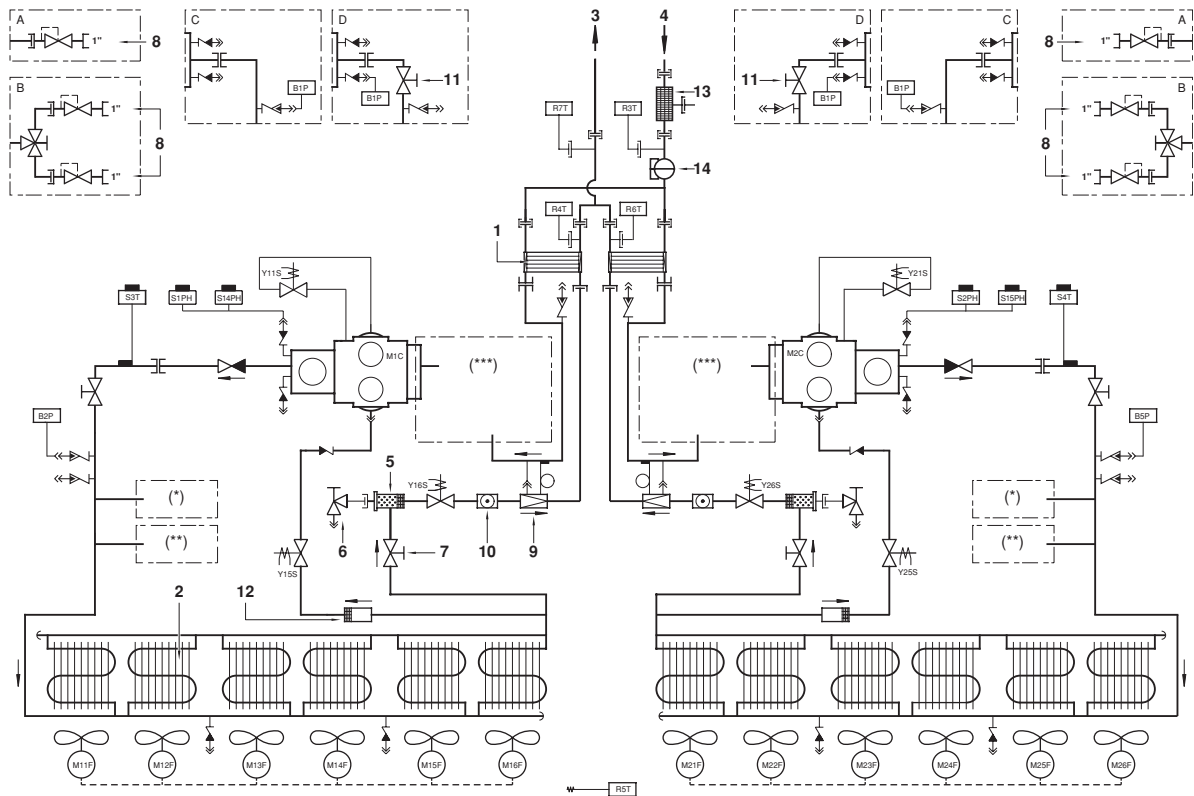 A
1"
8
C
B1P
D
B1P
11
3
4
D
11
B1P
C
B1P
A
8
1"
B
1"
8
1"
B
1"
8
1"
13
R7T
R3T
14
R4T
R6T
1
Y11S
Y21S
S3T
S1PH
S14PH
S2PH
S15PH
S4T
M1C
(***)
(***)
M2C
B2P
B5P
5
Y16S
Y26S
(*)
(*)
(**)
(**)
6
7
10
9
Y15S
Y25S
2
12
M11F
M12F
M13F
M14F
M15F
M16F
M21F
M22F
M23F
M24F
M25F
M26F
R5T